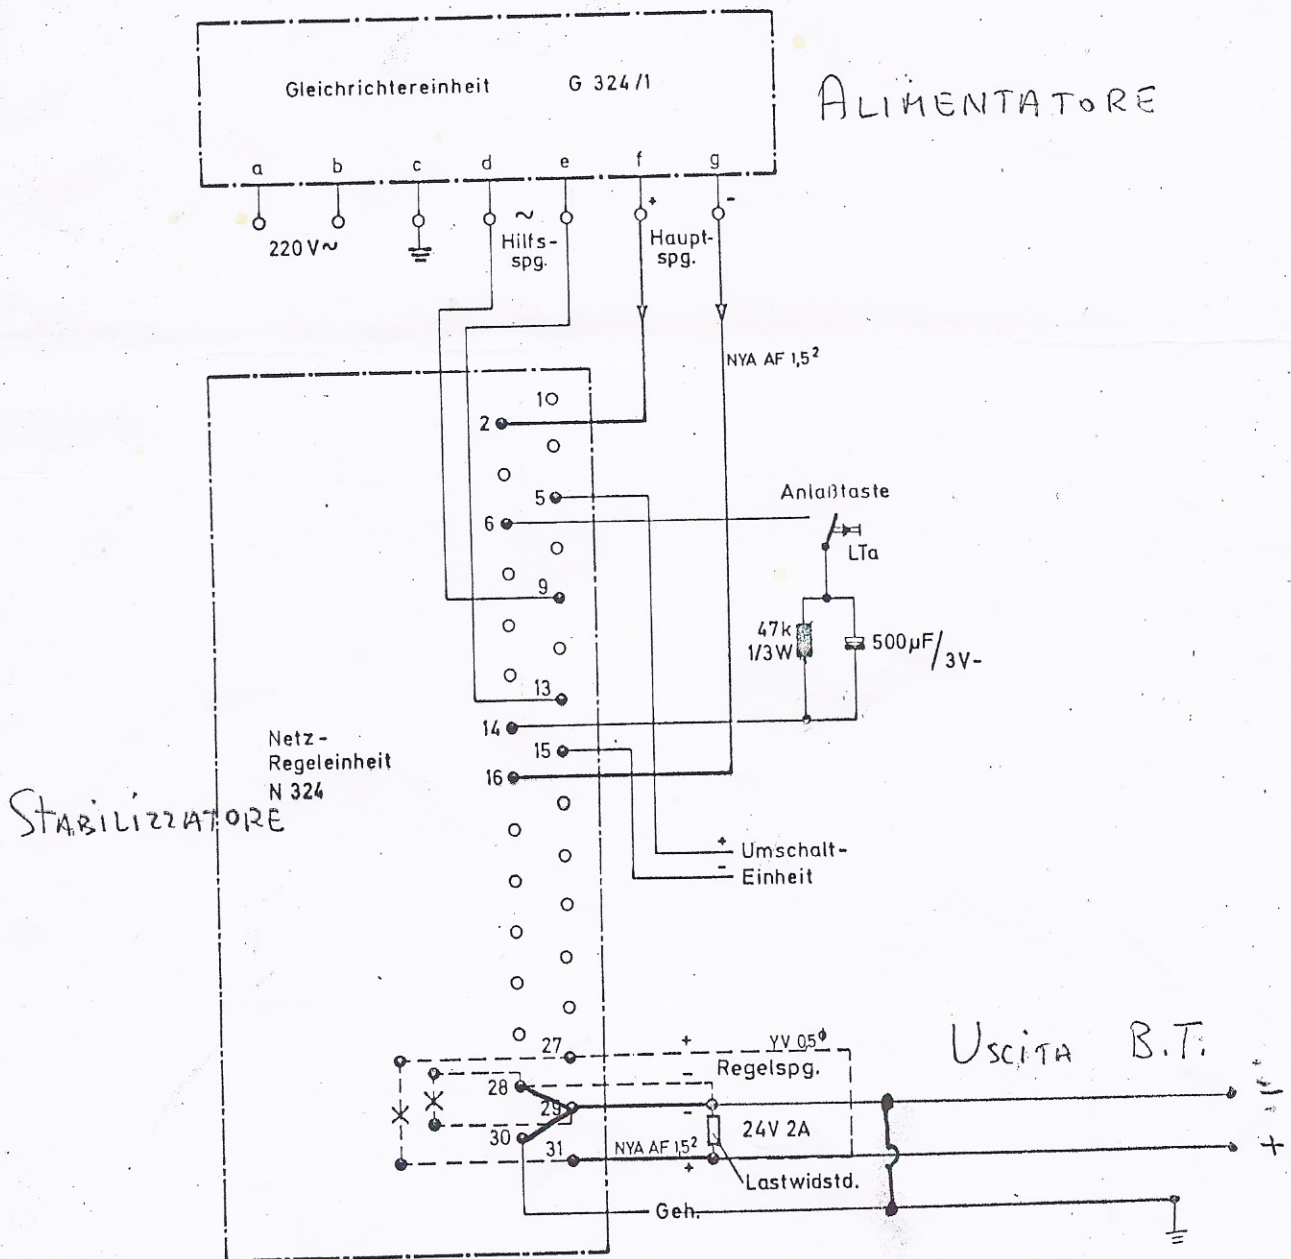 Gleichrichtereinheit G 324/1
ALIMENTATORE
a b c d e f g
~ + -
220V~
Hilfs-
spg.
Haupt-
spg.
NYA AF 1,5²
1
2
5
Anlaßtaste
6
LTa
9
47k
1/3W
500µF/3V-
13
14
Netz-
Regeleinheit
N 324
15
16
STABILIZZATORE
+ Umschalt-
- Einheit
27 + YV 0,5ϕ
USCITA B.T.
28 - Regelspg.
29 -
24V 2A
30
31 NYA AF 1,5² +
+
Lastwidstd.
Geh.